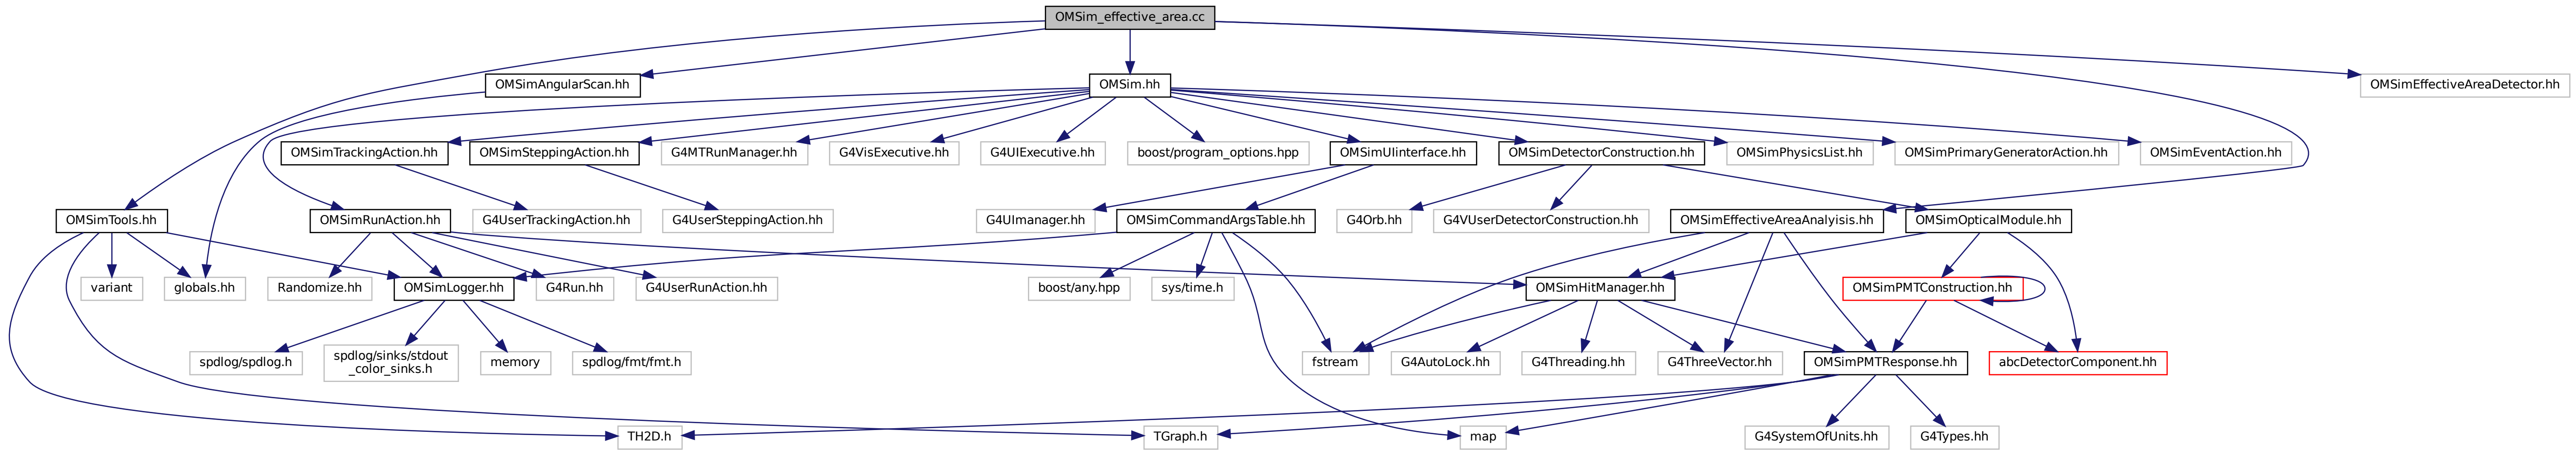 OMSim_effective_area.cc
OMSimAngularScan.hh
OMSim.hh
OMSimEffectiveAreaDetector.hh
OMSimTrackingAction.hh
OMSimSteppingAction.hh
G4MTRunManager.hh
G4VisExecutive.hh
G4UIExecutive.hh
boost/program_options.hpp
OMSimUIinterface.hh
OMSimDetectorConstruction.hh
OMSimPhysicsList.hh
OMSimPrimaryGeneratorAction.hh
OMSimEventAction.hh
OMSimTools.hh
OMSimRunAction.hh
G4UserTrackingAction.hh
G4UserSteppingAction.hh
G4UImanager.hh
OMSimCommandArgsTable.hh
G4Orb.hh
G4VUserDetectorConstruction.hh
OMSimEffectiveAreaAnalyisis.hh
OMSimOpticalModule.hh
variant
globals.hh
Randomize.hh
OMSimLogger.hh
G4Run.hh
G4UserRunAction.hh
boost/any.hpp
sys/time.h
OMSimHitManager.hh
OMSimPMTConstruction.hh
spdlog/spdlog.h
spdlog/sinks/stdout
_color_sinks.h
memory
spdlog/fmt/fmt.h
fstream
G4AutoLock.hh
G4Threading.hh
G4ThreeVector.hh
OMSimPMTResponse.hh
abcDetectorComponent.hh
TH2D.h
TGraph.h
map
G4SystemOfUnits.hh
G4Types.hh